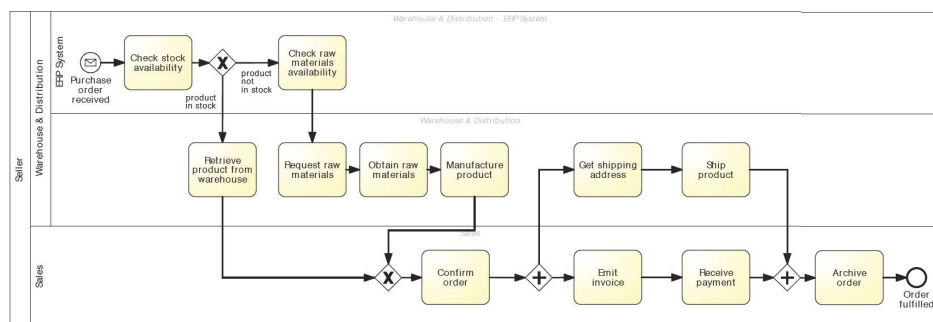 Warehouse & Distribution - ERP System
Seller
Warehouse & Distribution
ERP System
Purchase
order
received
Check stock
availability
X
product
in stock
product
not
in stock
Check raw
materials
availability
Warehouse & Distribution
Retrieve
product from
warehouse
Request raw
materials
Obtain raw
materials
Manufacture
product
Get shipping
address
Ship
product
Sales
Sales
X
Confirm
order
+
Emit
invoice
Receive
payment
+
Archive
order
Order
fulfilled